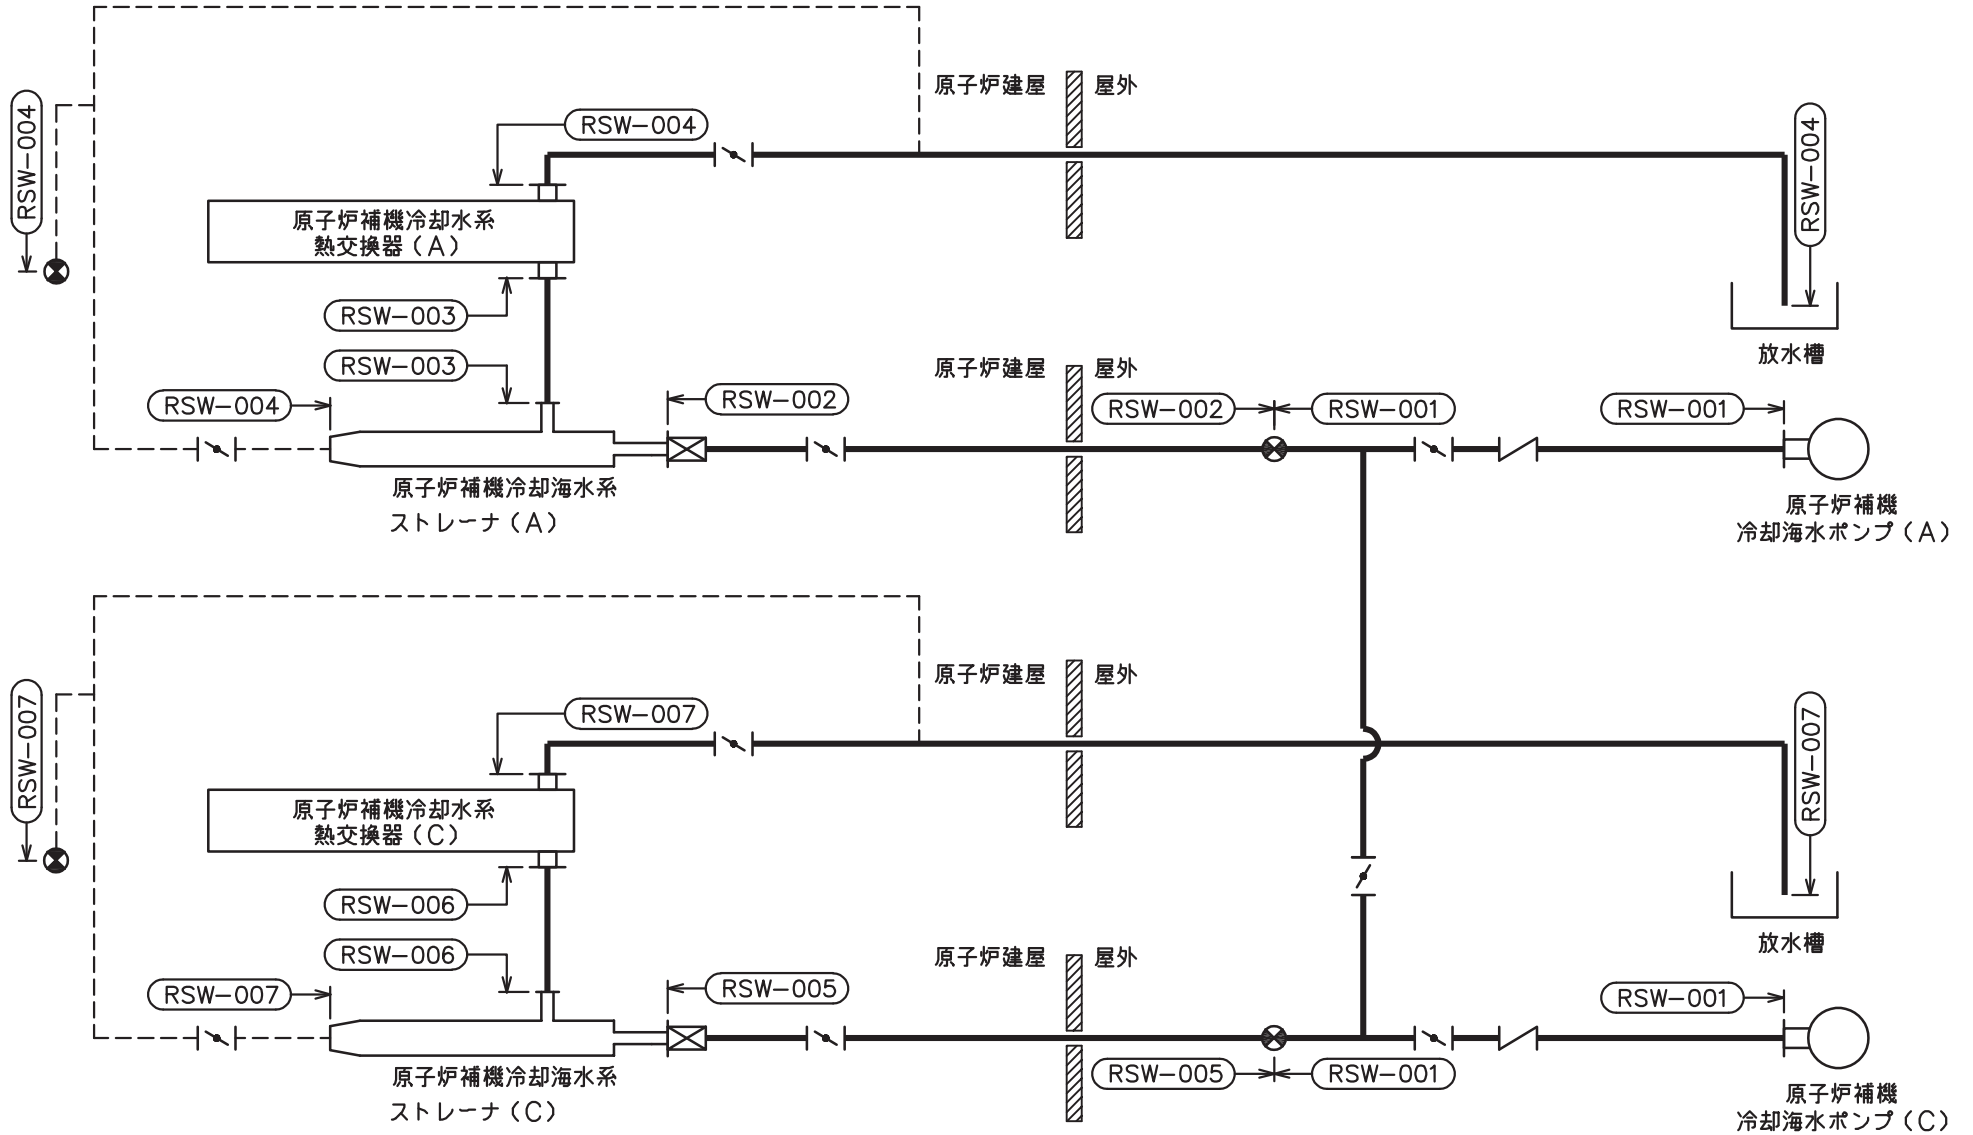 原子炉建屋
屋外
RSW-004
RSW-004
RSW-004
原子炉補機冷却水系
熱交換器(A)
RSW-003
RSW-003
放水槽
原子炉建屋
屋外
RSW-004
RSW-002
RSW-002
RSW-001
RSW-001
原子炉補機冷却海水系
ストレーナ(A)
原子炉補機
冷却海水ポンプ(A)
原子炉建屋
屋外
RSW-007
RSW-007
RSW-007
原子炉補機冷却水系
熱交換器(C)
RSW-006
RSW-006
放水槽
原子炉建屋
屋外
RSW-007
RSW-005
RSW-001
RSW-005
RSW-001
原子炉補機冷却海水系
ストレーナ(C)
原子炉補機
冷却海水ポンプ(C)